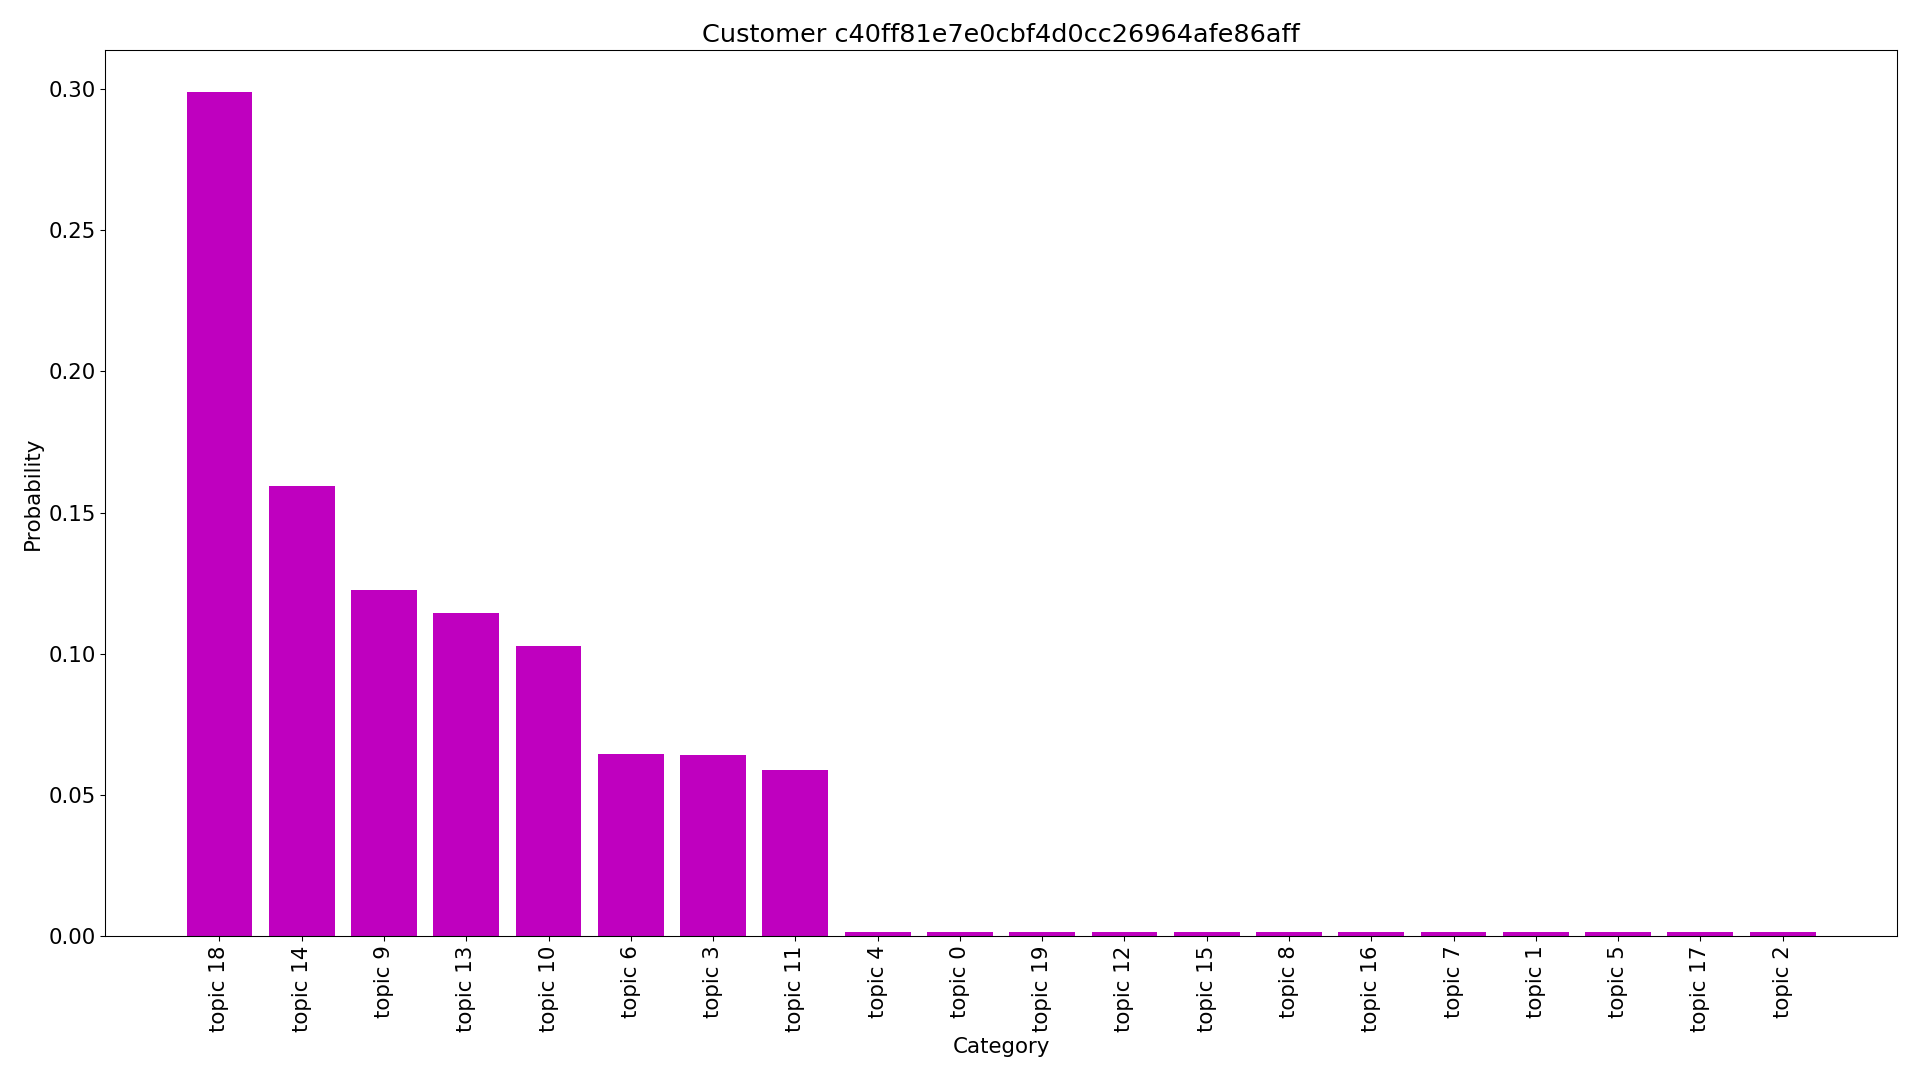 Customer c40ff81e7e0cbf4d0cc26964afe86aff
Probability
0.30
0.25
0.20
0.15
0.10
0.05
0.00
topic 18
topic 14
topic 9
topic 13
topic 10
topic 6
topic 3
topic 11
topic 4
topic 0
topic 19
topic 12
topic 15
topic 8
topic 16
topic 7
topic 1
topic 5
topic 17
topic 2
Category